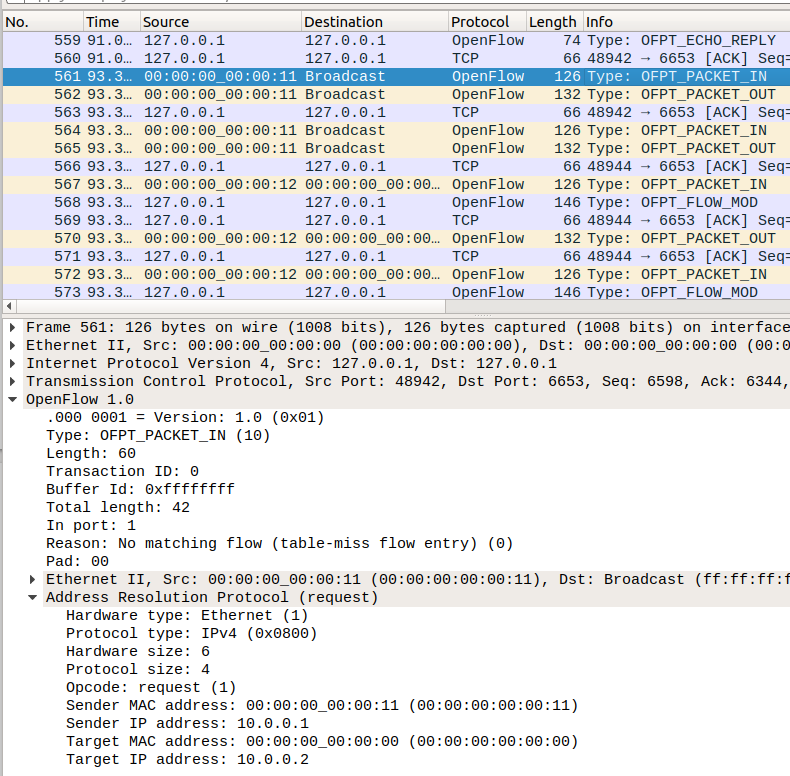 No. Time Source Destination Protocol Length Info
559 91.0… 127.0.0.1 127.0.0.1 OpenFlow 74 Type: OFPT_ECHO_REPLY
560 91.0… 127.0.0.1 127.0.0.1 TCP 66 48942 → 6653 [ACK] Seq=
561 93.3… 00:00:00_00:00:11 Broadcast OpenFlow 126 Type: OFPT_PACKET_IN
562 93.3… 00:00:00_00:00:11 Broadcast OpenFlow 132 Type: OFPT_PACKET_OUT
563 93.3… 127.0.0.1 127.0.0.1 TCP 66 48942 → 6653 [ACK] Seq=
564 93.3… 00:00:00_00:00:11 Broadcast OpenFlow 126 Type: OFPT_PACKET_IN
565 93.3… 00:00:00_00:00:11 Broadcast OpenFlow 132 Type: OFPT_PACKET_OUT
566 93.3… 127.0.0.1 127.0.0.1 TCP 66 48944 → 6653 [ACK] Seq=
567 93.3… 00:00:00_00:00:12 00:00:00_00:00… OpenFlow 126 Type: OFPT_PACKET_IN
568 93.3… 127.0.0.1 127.0.0.1 OpenFlow 146 Type: OFPT_FLOW_MOD
569 93.3… 127.0.0.1 127.0.0.1 TCP 66 48944 → 6653 [ACK] Seq=
570 93.3… 00:00:00_00:00:12 00:00:00_00:00… OpenFlow 132 Type: OFPT_PACKET_OUT
571 93.3… 127.0.0.1 127.0.0.1 TCP 66 48944 → 6653 [ACK] Seq=
572 93.3… 00:00:00_00:00:12 00:00:00_00:00… OpenFlow 126 Type: OFPT_PACKET_IN
573 93.3… 127.0.0.1 127.0.0.1 OpenFlow 146 Type: OFPT_FLOW_MOD
Frame 561: 126 bytes on wire (1008 bits), 126 bytes captured (1008 bits) on interface
Ethernet II, Src: 00:00:00_00:00:00 (00:00:00:00:00:00), Dst: 00:00:00_00:00:00 (00:0
Internet Protocol Version 4, Src: 127.0.0.1, Dst: 127.0.0.1
Transmission Control Protocol, Src Port: 48942, Dst Port: 6653, Seq: 6598, Ack: 6344,
OpenFlow 1.0
.000 0001 = Version: 1.0 (0x01)
Type: OFPT_PACKET_IN (10)
Length: 60
Transaction ID: 0
Buffer Id: 0xffffffff
Total length: 42
In port: 1
Reason: No matching flow (table-miss flow entry) (0)
Pad: 00
Ethernet II, Src: 00:00:00_00:00:11 (00:00:00:00:00:11), Dst: Broadcast (ff:ff:ff:f
Address Resolution Protocol (request)
Hardware type: Ethernet (1)
Protocol type: IPv4 (0x0800)
Hardware size: 6
Protocol size: 4
Opcode: request (1)
Sender MAC address: 00:00:00_00:00:11 (00:00:00:00:00:11)
Sender IP address: 10.0.0.1
Target MAC address: 00:00:00_00:00:00 (00:00:00:00:00:00)
Target IP address: 10.0.0.2